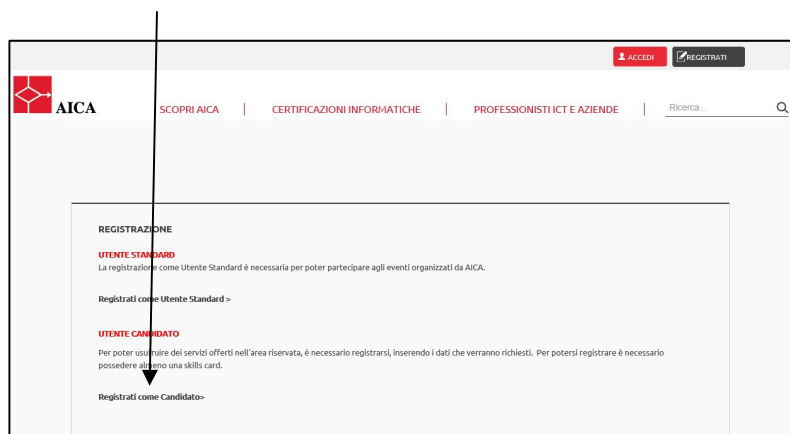 ACCEDI REGISTRATI
AICA SCOPRI AICA CERTIFICAZIONI INFORMATICHE PROFESSIONISTI ICT E AZIENDE Ricerca...
REGISTRAZIONE
UTENTE STANDARD
La registrazione come Utente Standard è necessaria per poter partecipare agli eventi organizzati da AICA.
Registrati come Utente Standard >
UTENTE CANDIDATO
Per poter usufruire dei servizi offerti nell'area riservata, è necessario registrarsi, inserendo i dati che verranno richiesti. Per potersi registrare è necessario
possedere almeno una skills card.
Registrati come Candidato>